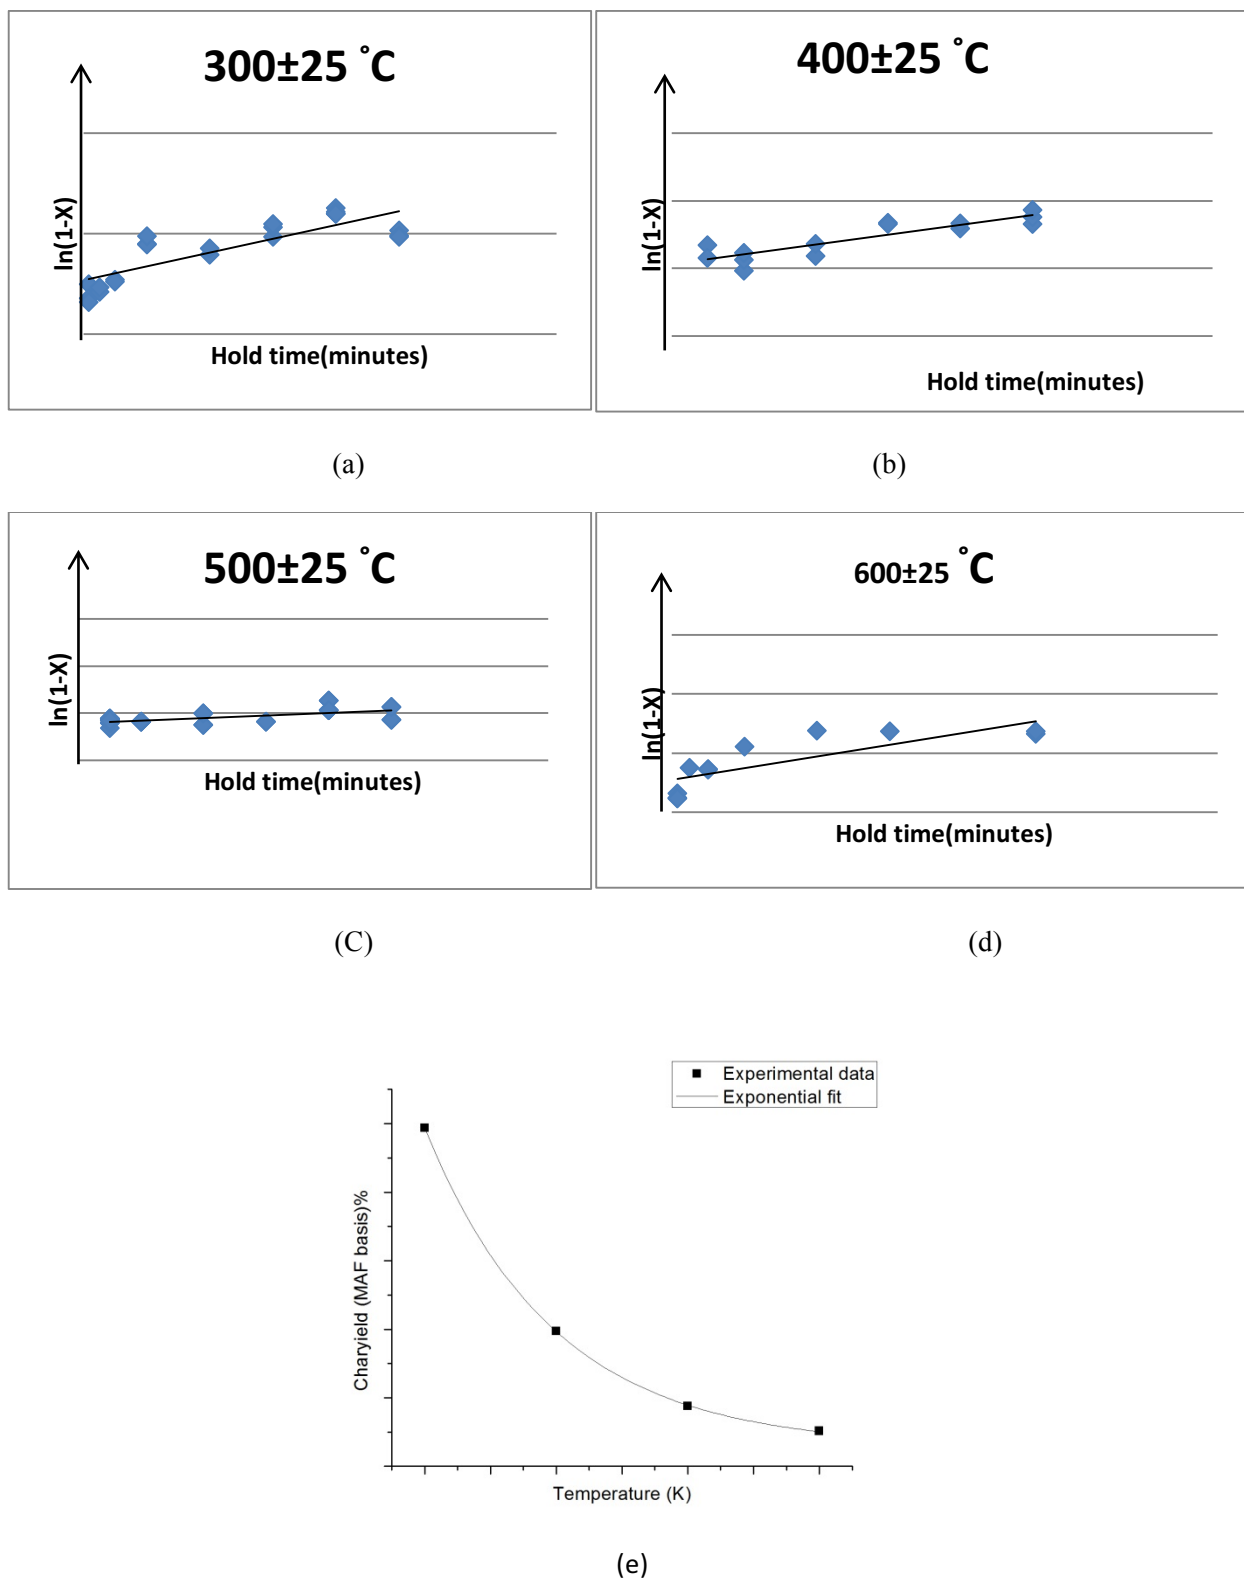 300±25 °C
ln(1-X)
Hold time(minutes)
(a)
400±25 °C
ln(1-X)
Hold time(minutes)
(b)
500±25 °C
ln(1-X)
Hold time(minutes)
(C)
600±25 °C
ln(1-X)
Hold time(minutes)
(d)
Experimental data
Exponential fit
Charyield (MAF basis)%
Temperature (K)
(e)